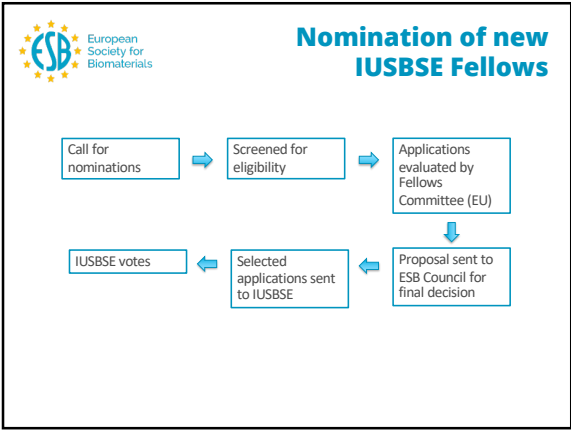 ESB
European
Society for
Biomaterials
Nomination of new
IUSBSE Fellows
Call for
nominations
Screened for
eligibility
Applications
evaluated by
Fellows
Committee (EU)
Proposal sent to
ESB Council for
final decision
Selected
applications sent
to IUSBSE
IUSBSE votes